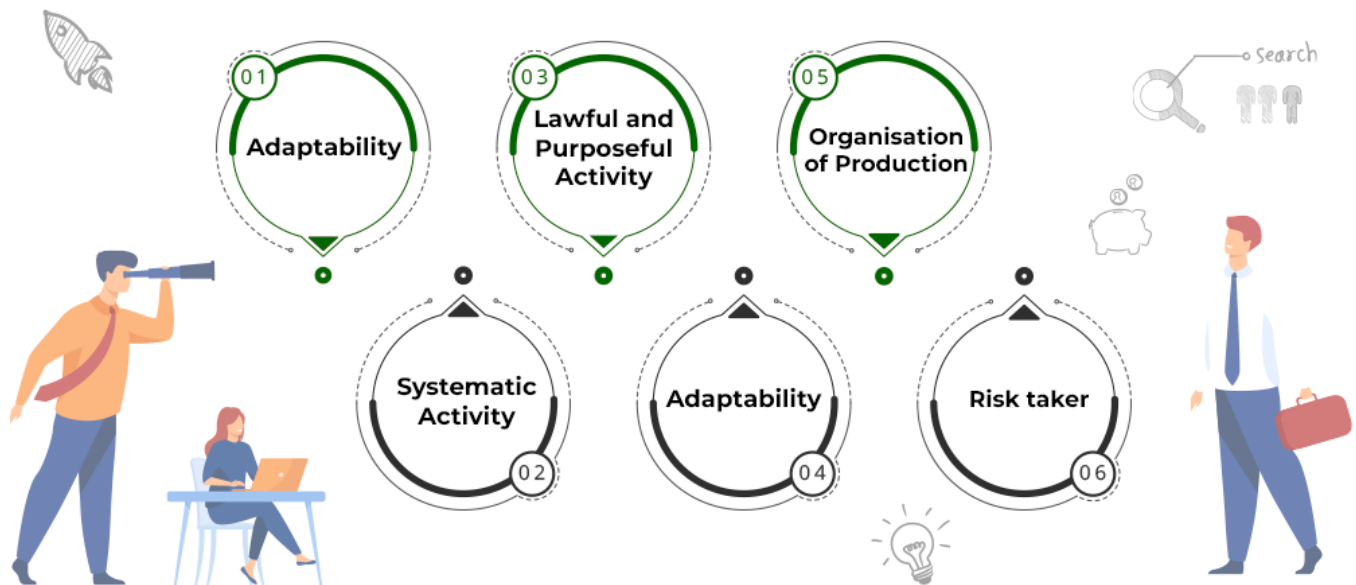 01
Adaptability
03
Lawful and
Purposeful
Activity
05
Organisation
of Production
search
Systematic
Activity
02
Adaptability
04
Risk taker
06